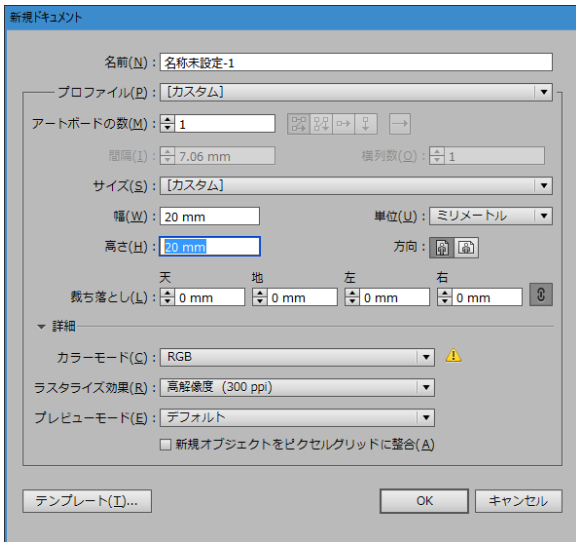 新規ドキュメント
名前(N)：名称未設定-1
プロファイル(P)：[カスタム]
アートボードの数(M)：1
間隔(I)：7.06 mm 横列数(O)：1
サイズ(S)：[カスタム]
幅(W)：20 mm 単位(U)：ミリメートル
高さ(H)：20 mm 方向：
天 地 左 右
裁ち落とし(L)：0 mm 0 mm 0 mm 0 mm
詳細
カラーモード(C)：RGB
ラスタライズ効果(R)：高解像度 (300 ppi)
プレビューモード(E)：デフォルト
新規オブジェクトをピクセルグリッドに整合(A)
テンプレート(T)... OK キャンセル